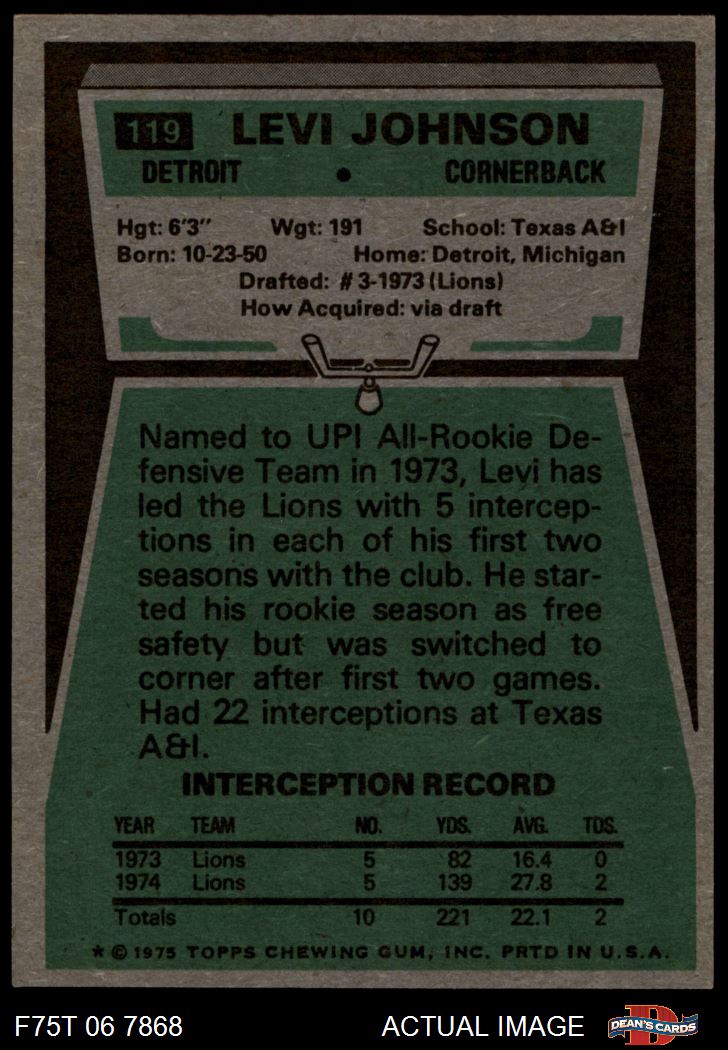 119 LEVI JOHNSON
DETROIT • CORNERBACK
Hgt: 6'3" Wgt: 191 School: Texas A&I
Born: 10-23-50 Home: Detroit, Michigan
Drafted: #3-1973 (Lions)
How Acquired: via draft
Named to UPI All-Rookie De-
fensive Team in 1973, Levi has
led the Lions with 5 intercep-
tions in each of his first two
seasons with the club. He star-
ted his rookie season as free
safety but was switched to
corner after first two games.
Had 22 interceptions at Texas
A&I.
INTERCEPTION RECORD
YEAR TEAM NO. YDS. AVG. TDS.
1973 Lions 5 82 16.4 0
1974 Lions 5 139 27.8 2
Totals 10 221 22.1 2
* © 1975 TOPPS CHEWING GUM, INC. PRTD IN U.S.A.
F75T 06 7868 ACTUAL IMAGE D DEAN'S CARDS